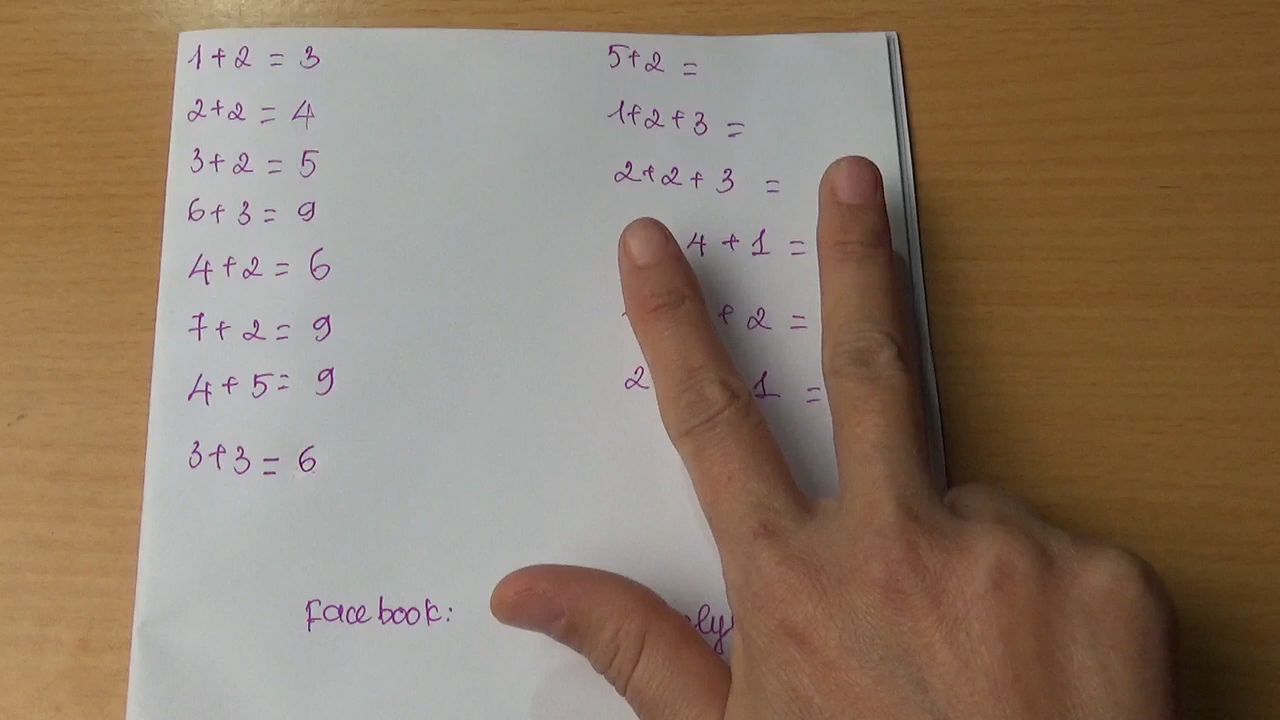 1+2 = 3
2+2 = 4
3+2 = 5
6+3 = 9
4+2 = 6
7+2 = 9
4+5 = 9
3+3 = 6
5+2 =
1+2+3 =
2+2+3 =
4+1 =
+2 =
2 1 =
Facebook: